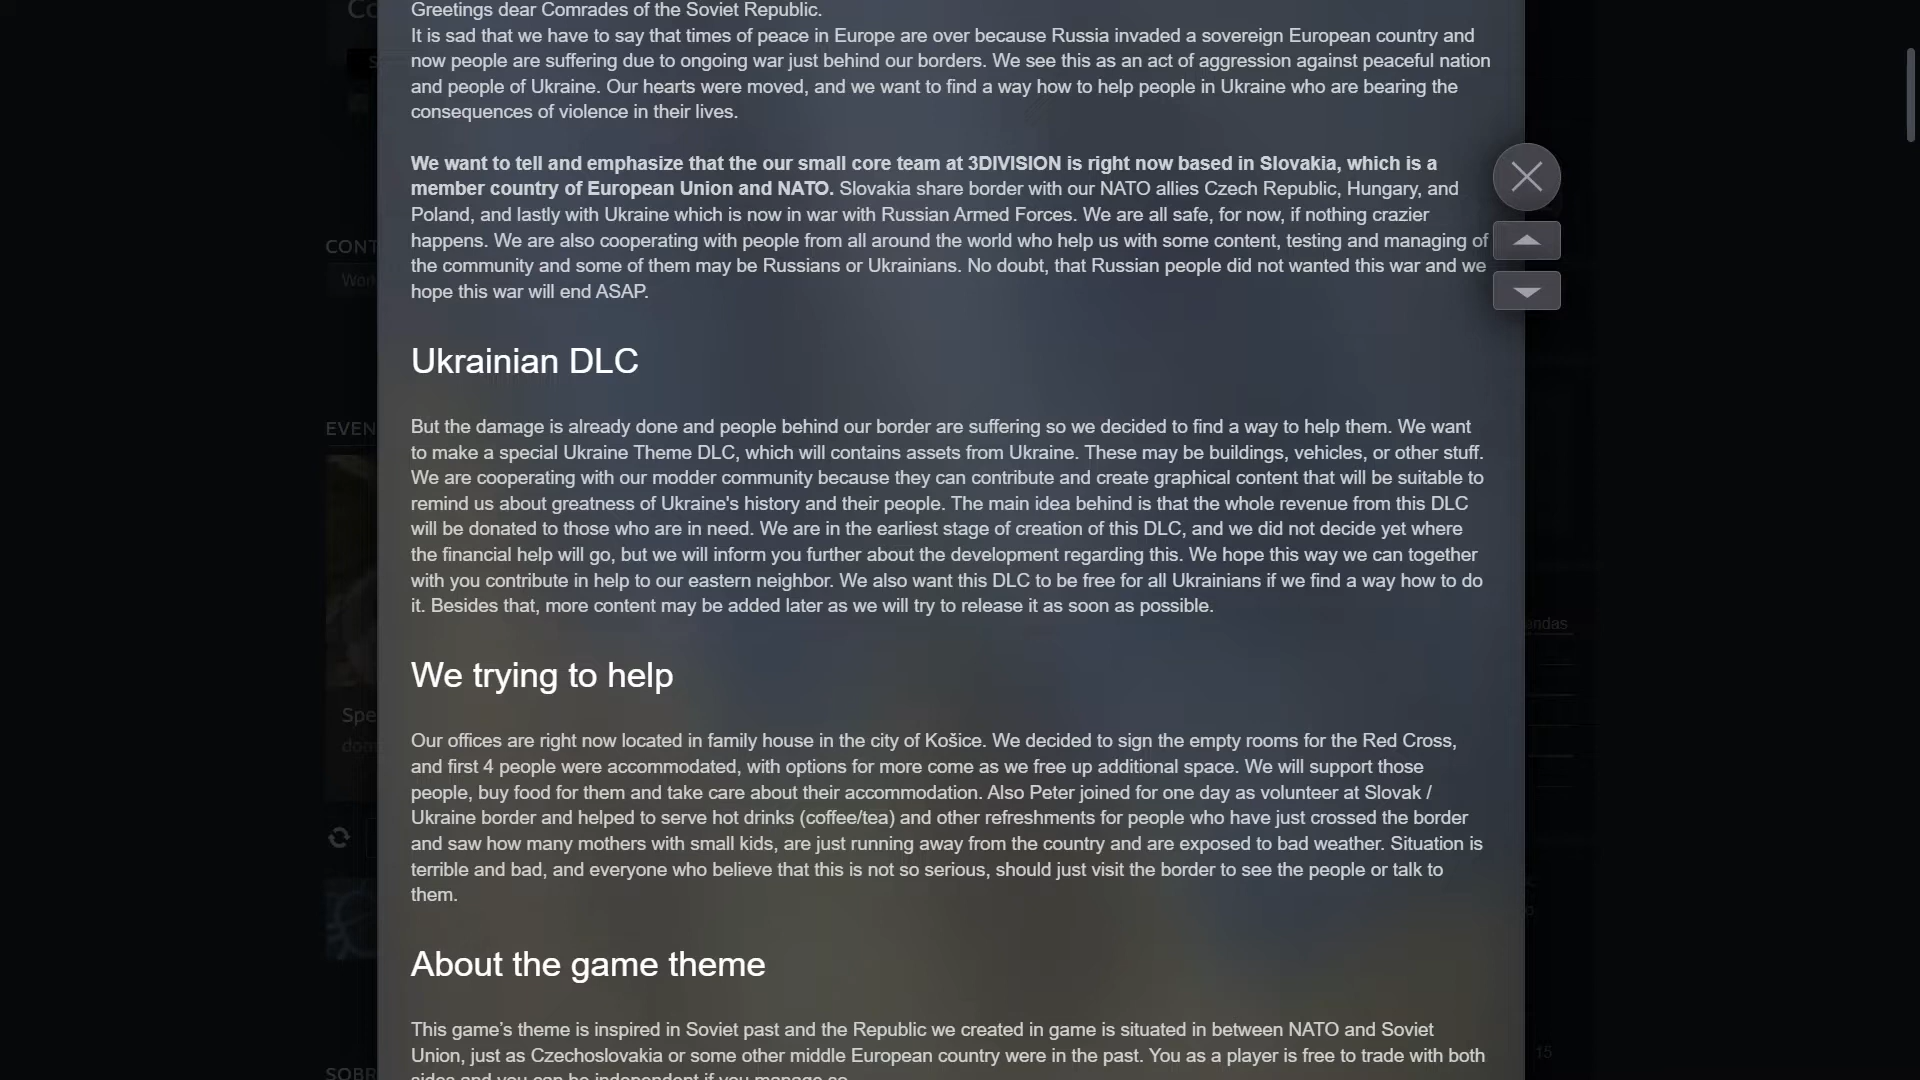 Greetings dear Comrades of the Soviet Republic.
It is sad that we have to say that times of peace in Europe are over because Russia invaded a sovereign European country and
now people are suffering due to ongoing war just behind our borders. We see this as an act of aggression against peaceful nation
and people of Ukraine. Our hearts were moved, and we want to find a way how to help people in Ukraine who are bearing the
consequences of violence in their lives.
We want to tell and emphasize that the our small core team at 3DIVISION is right now based in Slovakia, which is a
member country of European Union and NATO. Slovakia share border with our NATO allies Czech Republic, Hungary, and
Poland, and lastly with Ukraine which is now in war with Russian Armed Forces. We are all safe, for now, if nothing crazier
happens. We are also cooperating with people from all around the world who help us with some content, testing and managing of
the community and some of them may be Russians or Ukrainians. No doubt, that Russian people did not wanted this war and we
hope this war will end ASAP.
Ukrainian DLC
But the damage is already done and people behind our border are suffering so we decided to find a way to help them. We want
to make a special Ukraine Theme DLC, which will contains assets from Ukraine. These may be buildings, vehicles, or other stuff.
We are cooperating with our modder community because they can contribute and create graphical content that will be suitable to
remind us about greatness of Ukraine's history and their people. The main idea behind is that the whole revenue from this DLC
will be donated to those who are in need. We are in the earliest stage of creation of this DLC, and we did not decide yet where
the financial help will go, but we will inform you further about the development regarding this. We hope this way we can together
with you contribute in help to our eastern neighbor. We also want this DLC to be free for all Ukrainians if we find a way how to do
it. Besides that, more content may be added later as we will try to release it as soon as possible.
We trying to help
Our offices are right now located in family house in the city of Košice. We decided to sign the empty rooms for the Red Cross,
and first 4 people were accommodated, with options for more come as we free up additional space. We will support those
people, buy food for them and take care about their accommodation. Also Peter joined for one day as volunteer at Slovak /
Ukraine border and helped to serve hot drinks (coffee/tea) and other refreshments for people who have just crossed the border
and saw how many mothers with small kids, are just running away from the country and are exposed to bad weather. Situation is
terrible and bad, and everyone who believe that this is not so serious, should just visit the border to see the people or talk to
them.
About the game theme
This game’s theme is inspired in Soviet past and the Republic we created in game is situated in between NATO and Soviet
Union, just as Czechoslovakia or some other middle European country were in the past. You as a player is free to trade with both
sides and you can be independent if you manage so.
CONT
EVEN
Spe
SOBR
endas
15